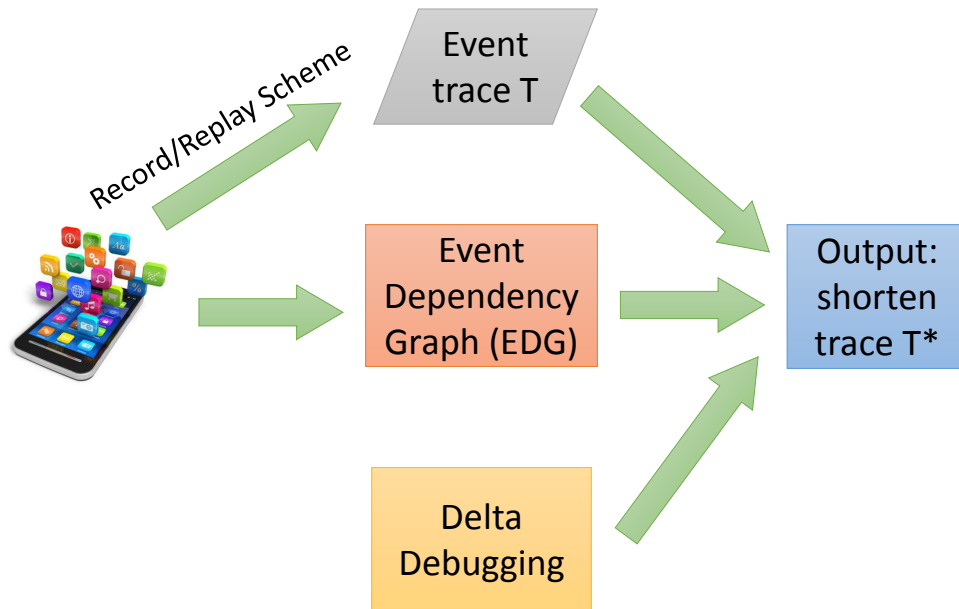 Record/Replay Scheme
Event
trace T
Event
Dependency
Graph (EDG)
Output:
shorten
trace T*
Delta
Debugging